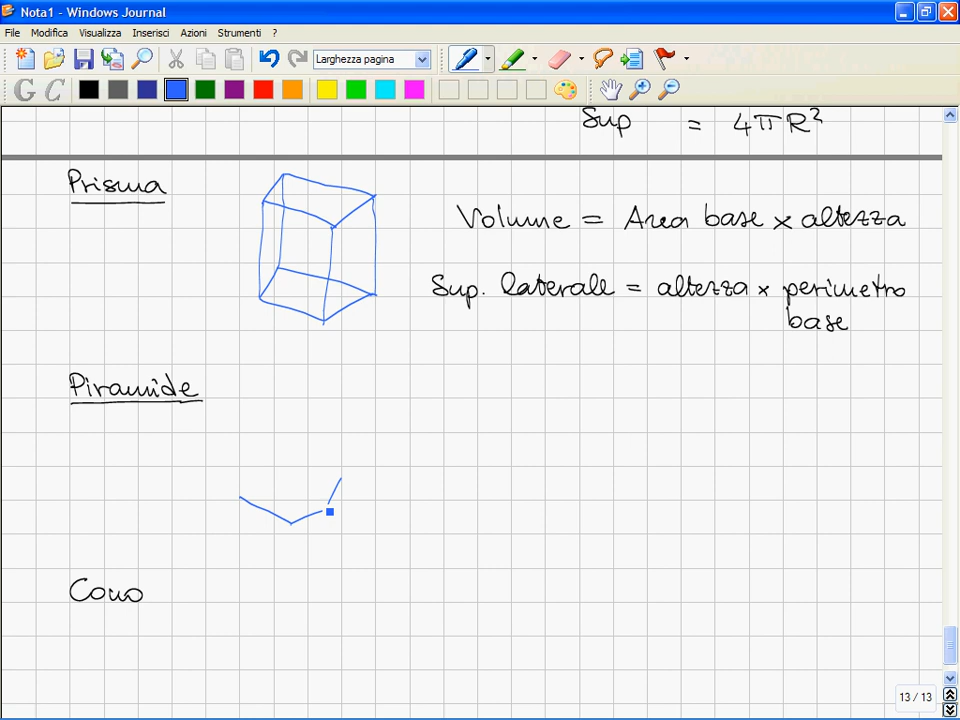 Nota1 - Windows Journal
File Modifica Visualizza Inserisci Azioni Strumenti ?
Larghezza pagina
G C
Sup = 4πR²
Prisma
Volume = Area base x altezza
Sup. laterale = altezza x perimetro
base
Piramide
Cono
13 / 13